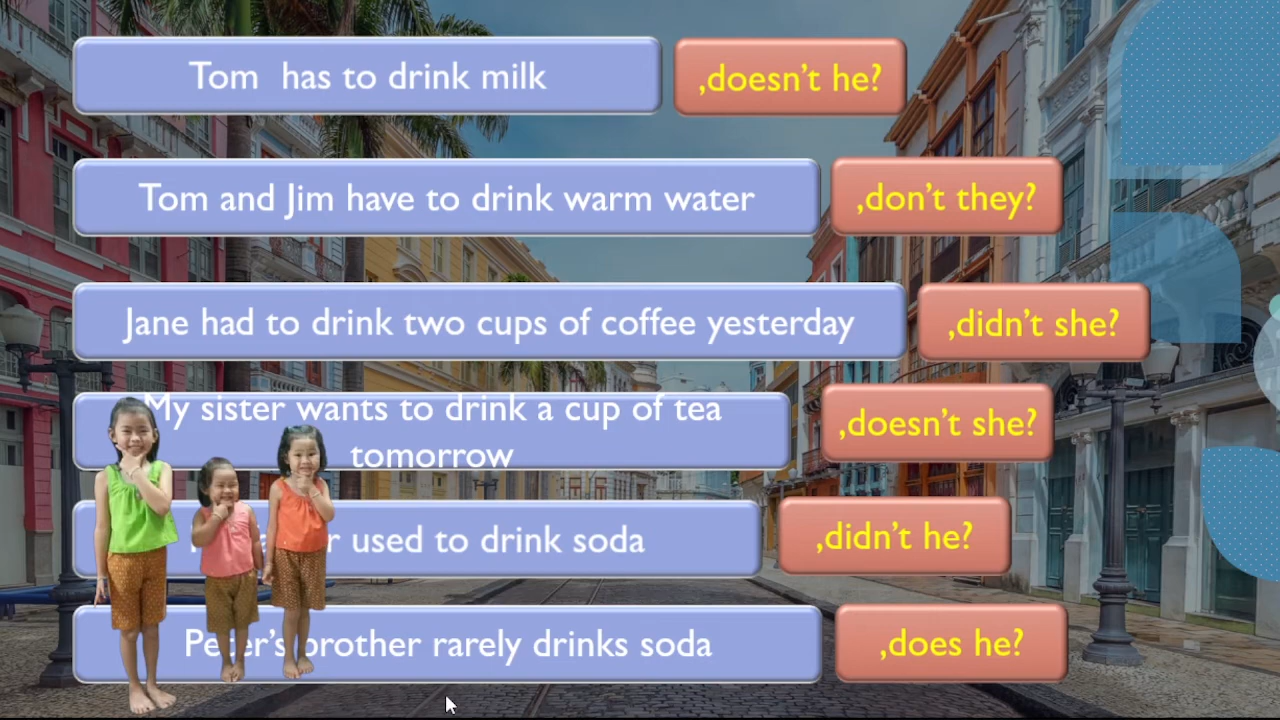 Tom has to drink milk ,doesn't he?
Tom and Jim have to drink warm water ,don't they?
Jane had to drink two cups of coffee yesterday ,didn't she?
My sister wants to drink a cup of tea
tomorrow ,doesn't she?
used to drink soda ,didn't he?
Peter's brother rarely drinks soda ,does he?